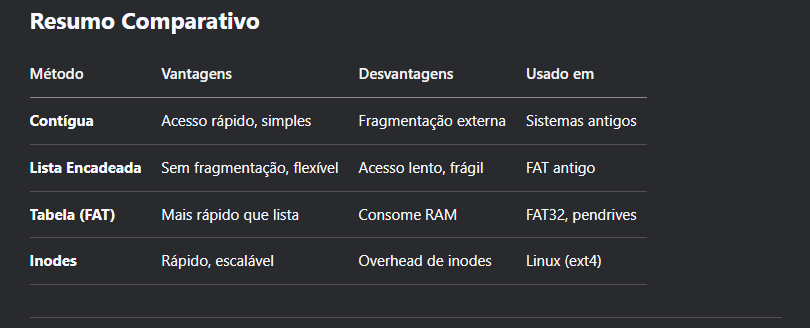 Resumo Comparativo
Método Vantagens Desvantagens Usado em
Contígua Acesso rápido, simples Fragmentação externa Sistemas antigos
Lista Encadeada Sem fragmentação, flexível Acesso lento, frágil FAT antigo
Tabela (FAT) Mais rápido que lista Consome RAM FAT32, pendrives
Inodes Rápido, escalável Overhead de inodes Linux (ext4)